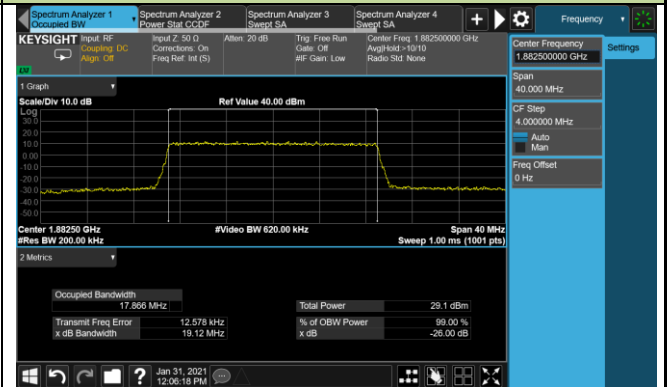 Spectrum Analyzer 1
Occupied BW
Spectrum Analyzer 2
Power Stat CCDF
Spectrum Analyzer 3
Swept SA
Spectrum Analyzer 4
Swept SA
+
Frequency
KEYSIGHT
Input: RF
Coupling: DC
Align: Off
Input Z: 50 Ω
Corrections: On
Freq Ref: Int (S)
Atten: 20 dB
Trig: Free Run
Gate: Off
#IF Gain: Low
Center Freq: 1.882500000 GHz
Avg|Hold:>10/10
Radio Std: None
Center Frequency
1.882500000 GHz
Settings
Span
40.000 MHz
CF Step
4.000000 MHz
Auto
Man
Freq Offset
0 Hz
1 Graph
Scale/Div 10.0 dB
Ref Value 40.00 dBm
Log
30.0
20.0
10.0
0.00
-10.0
-20.0
-30.0
-40.0
-50.0
Center 1.88250 GHz
#Video BW 620.00 kHz
Span 40 MHz
#Res BW 200.00 kHz
Sweep 1.00 ms (1001 pts)
2 Metrics
Occupied Bandwidth
17.866 MHz
Total Power
29.1 dBm
Transmit Freq Error
12.578 kHz
% of OBW Power
99.00 %
x dB Bandwidth
19.12 MHz
x dB
-26.00 dB
?
Jan 31, 2021
12:06:18 PM